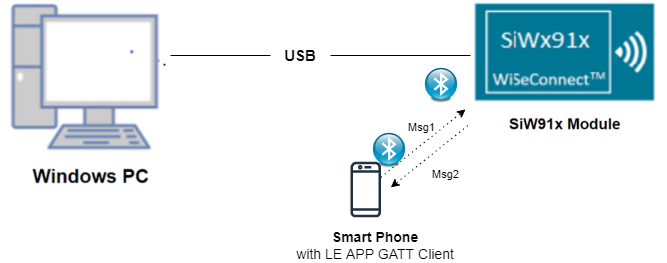 USB
SiWx91x
WiSeConnect™
SiW91x Module
Msg1
Msg2
Windows PC
Smart Phone
with LE APP GATT Client